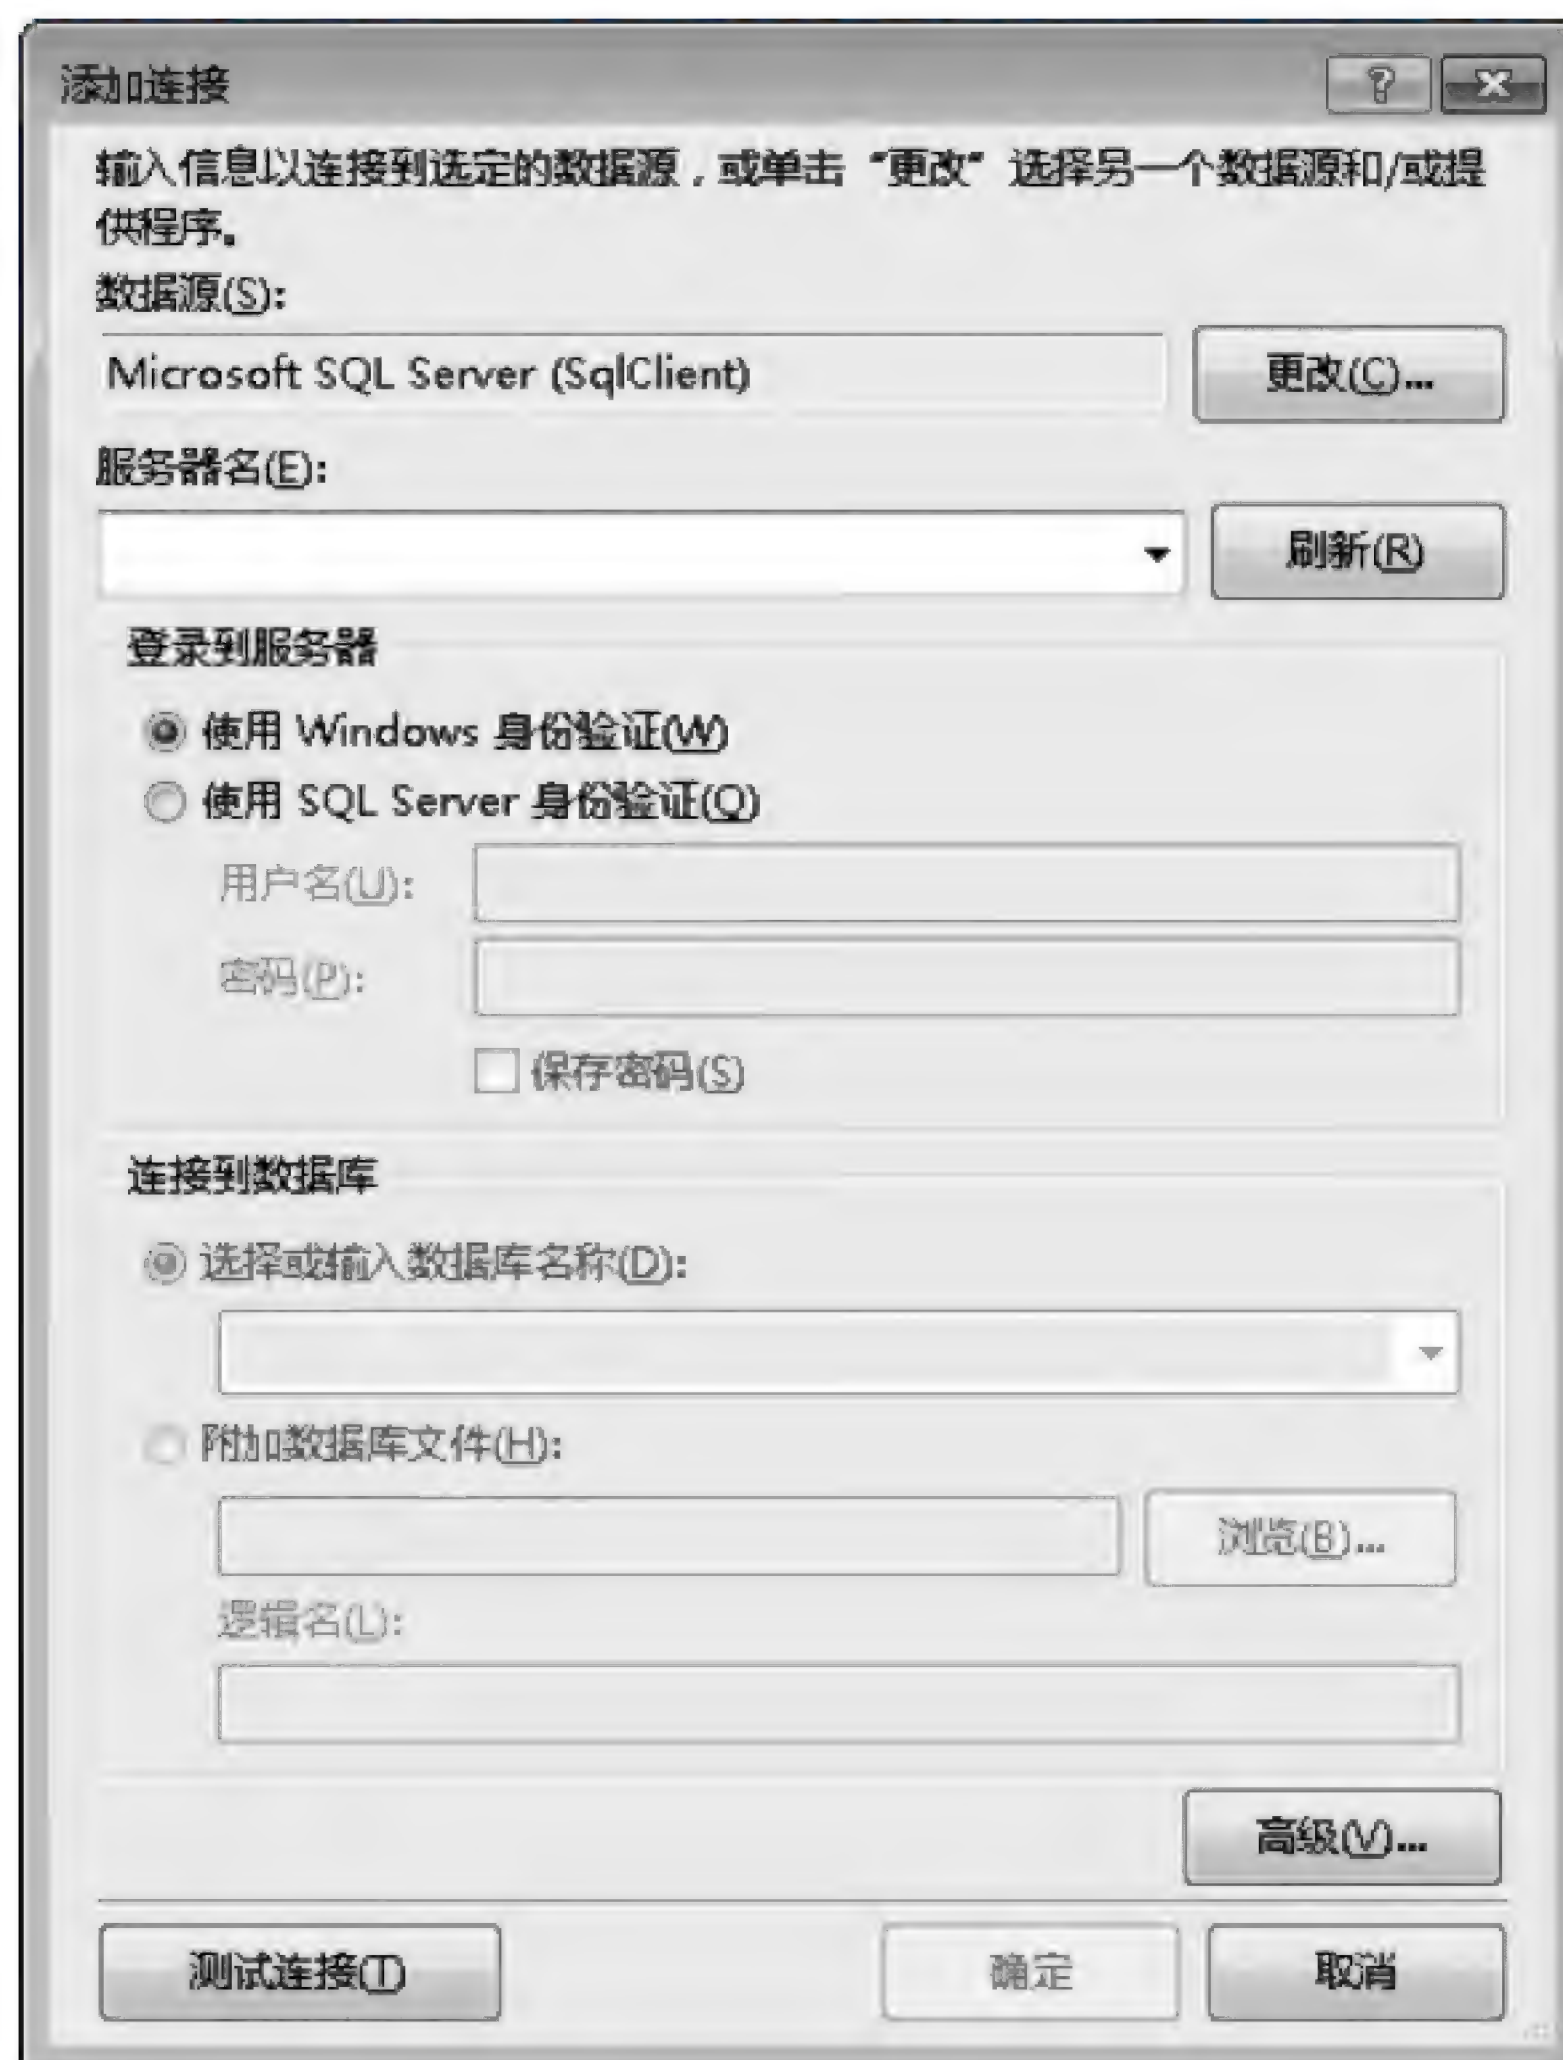 添加连接
输入信息以连接到选定的数据源，或单击“更改”选择另一个数据源和/或提
供程序。
数据源(S):
Microsoft SQL Server (SqlClient)
更改(C)...
服务器名(E):
刷新(R)
登录到服务器
使用 Windows 身份验证(W)
使用 SQL Server 身份验证(Q)
用户名(U):
密码(P):
保存密码(S)
连接到数据库
选择或输入数据库名称(D):
附加数据库文件(H):
浏览(B)...
逻辑名(L):
高级(V)...
测试连接(T)
确定
取消